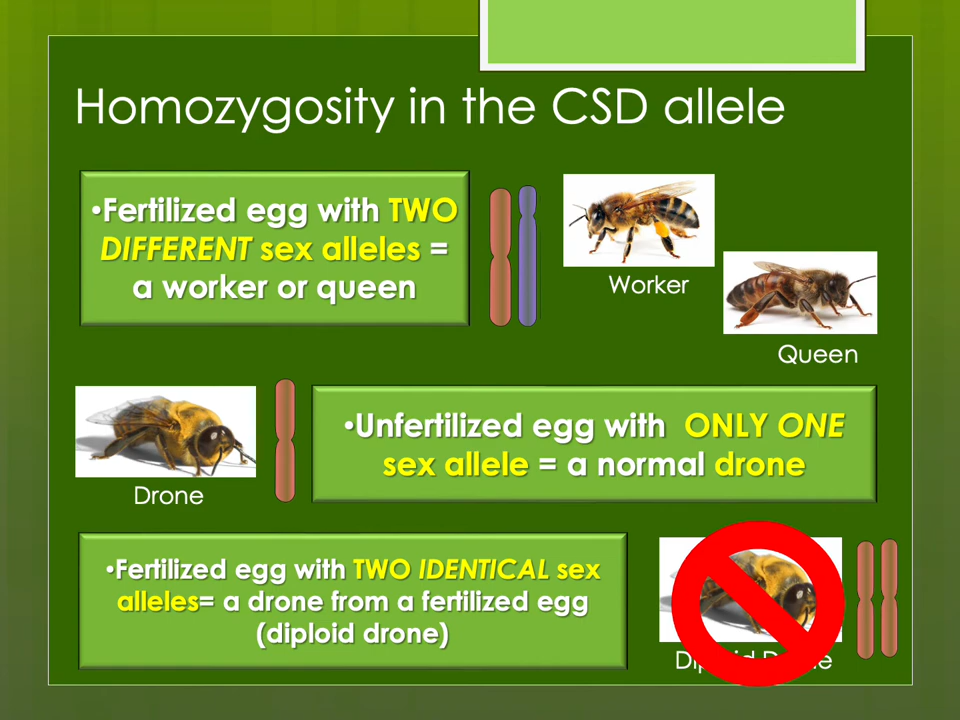 Homozygosity in the CSD allele
•Fertilized egg with TWO
DIFFERENT sex alleles =
a worker or queen
Worker
Queen
•Unfertilized egg with ONLY ONE
sex allele = a normal drone
Drone
•Fertilized egg with TWO IDENTICAL sex
alleles= a drone from a fertilized egg
(diploid drone)
Diploid Drone